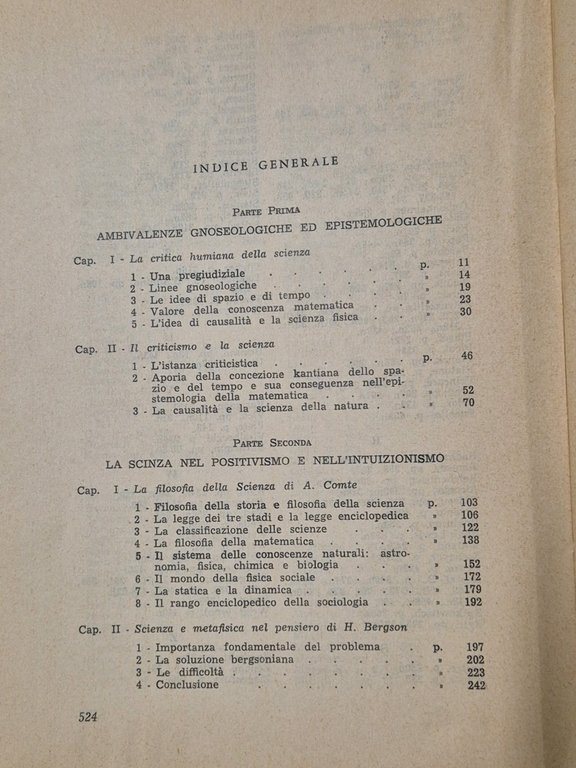 INDICE GENERALE
PARTE PRIMA
AMBIVALENZE GNOSEOLOGICHE ED EPISTEMOLOGICHE
Cap. I - La critica humiana della scienza
1 - Una pregiudiziale . . . . . . p. 11
2 - Linee gnoseologiche . . . . . » 14
3 - Le idee di spazio e di tempo . . . . » 19
4 - Valore della conoscenza matematica . . . » 23
5 - L'idea di causalità e la scienza fisica . . » 30
Cap. II - Il criticismo e la scienza
1 - L'istanza criticistica . . . . . p. 46
2 - Aporia della concezione kantiana dello spa-
zio e del tempo e sua conseguenza nell'epi-
stemologia della matematica . . . . » 52
3 - La causalità e la scienza della natura . . » 70
PARTE SECONDA
LA SCINZA NEL POSITIVISMO E NELL'INTUIZIONISMO
Cap. I - La filosofia della Scienza di A. Comte
1 - Filosofia della storia e filosofia della scienza p. 103
2 - La legge dei tre stadi e la legge enciclopedica » 106
3 - La classificazione delle scienze . . . » 122
4 - La filosofia della matematica . . . . » 138
5 - Il sistema delle conoscenze naturali: astro-
nomia, fisica, chimica e biologia . . . » 152
6 - Il mondo della fisica sociale . . . . » 172
7 - La statica e la dinamica . . . . . » 179
8 - Il rango enciclopedico della sociologia . . » 192
Cap. II - Scienza e metafisica nel pensiero di H. Bergson
1 - Importanza fondamentale del problema . p. 197
2 - La soluzione bergsoniana . . . . . » 202
3 - Le difficoltà . . . . . . . » 223
4 - Conclusione . . . . . . . » 242
524